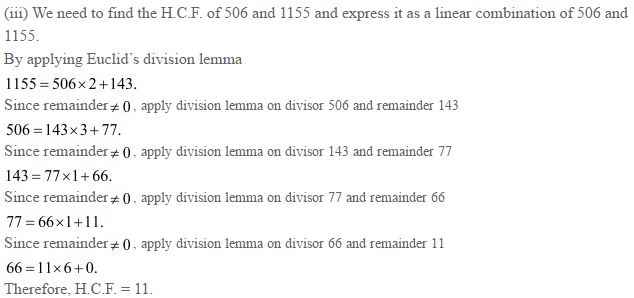 (iii) We need to find the H.C.F. of 506 and 1155 and express it as a linear combination of 506 and
1155.
By applying Euclid's division lemma
1155 = 506 × 2 + 143.
Since remainder ≠ 0, apply division lemma on divisor 506 and remainder 143
506 = 143 × 3 + 77.
Since remainder ≠ 0, apply division lemma on divisor 143 and remainder 77
143 = 77 × 1 + 66.
Since remainder ≠ 0, apply division lemma on divisor 77 and remainder 66
77 = 66 × 1 + 11.
Since remainder ≠ 0, apply division lemma on divisor 66 and remainder 11
66 = 11 × 6 + 0.
Therefore, H.C.F. = 11.